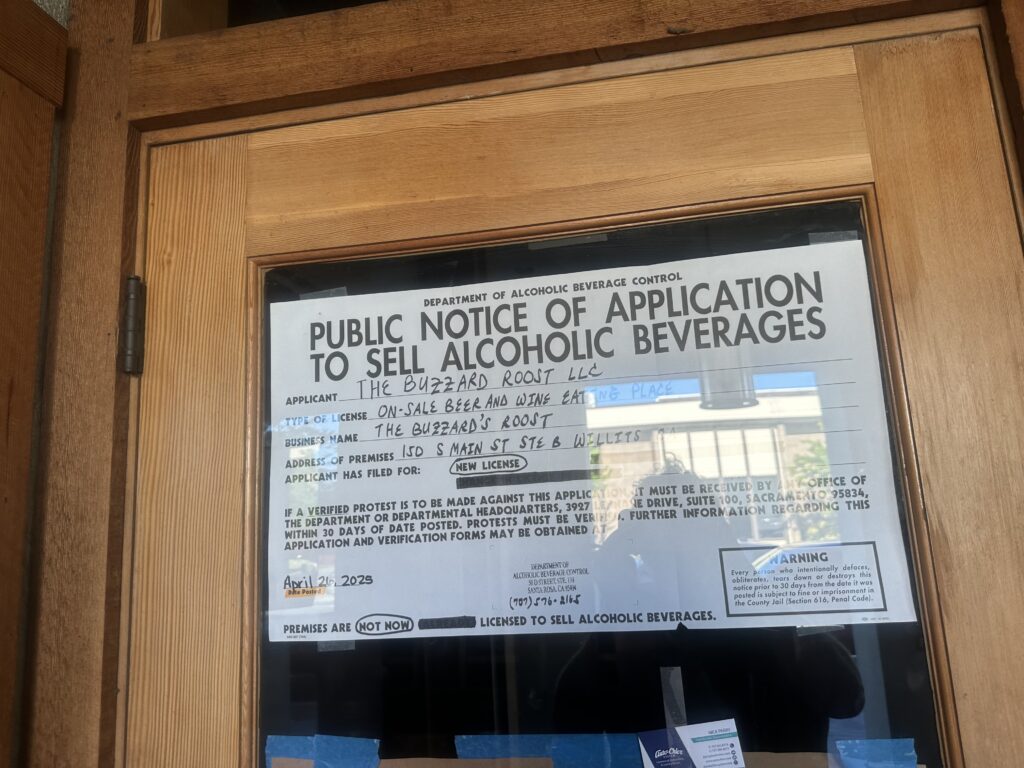 DEPARTMENT OF ALCOHOLIC BEVERAGE CONTROL
PUBLIC NOTICE OF APPLICATION
TO SELL ALCOHOLIC BEVERAGES
APPLICANT THE BUZZARD ROOST LLC
TYPE OF LICENSE ON-SALE BEER AND WINE EATING PLACE
BUSINESS NAME THE BUZZARD'S ROOST
ADDRESS OF PREMISES 150 S MAIN ST STE B WILLITS
APPLICANT HAS FILED FOR: NEW LICENSE
IF A VERIFIED PROTEST IS TO BE MADE AGAINST THIS APPLICATION, IT MUST BE RECEIVED BY ANY OFFICE OF
THE DEPARTMENT OR DEPARTMENTAL HEADQUARTERS, 3927 DRIVE, SUITE 100, SACRAMENTO 95834,
WITHIN 30 DAYS OF DATE POSTED. PROTESTS MUST BE VERIFIED. FURTHER INFORMATION REGARDING THIS
APPLICATION AND VERIFICATION FORMS MAY BE OBTAINED AT
April 26, 2025
Date Posted
DEPARTMENT OF
ALCOHOLIC BEVERAGE CONTROL
50 D STREET, STE. 130
SANTA ROSA, CA 95404
(707) 576-2165
WARNING
Every person who intentionally defaces,
obliterates, tears down or destroys this
notice prior to 30 days from the date it was
posted is subject to fine or imprisonment in
the County Jail (Section 616, Penal Code).
PREMISES ARE NOT NOW LICENSED TO SELL ALCOHOLIC BEVERAGES.
NICK PERRY